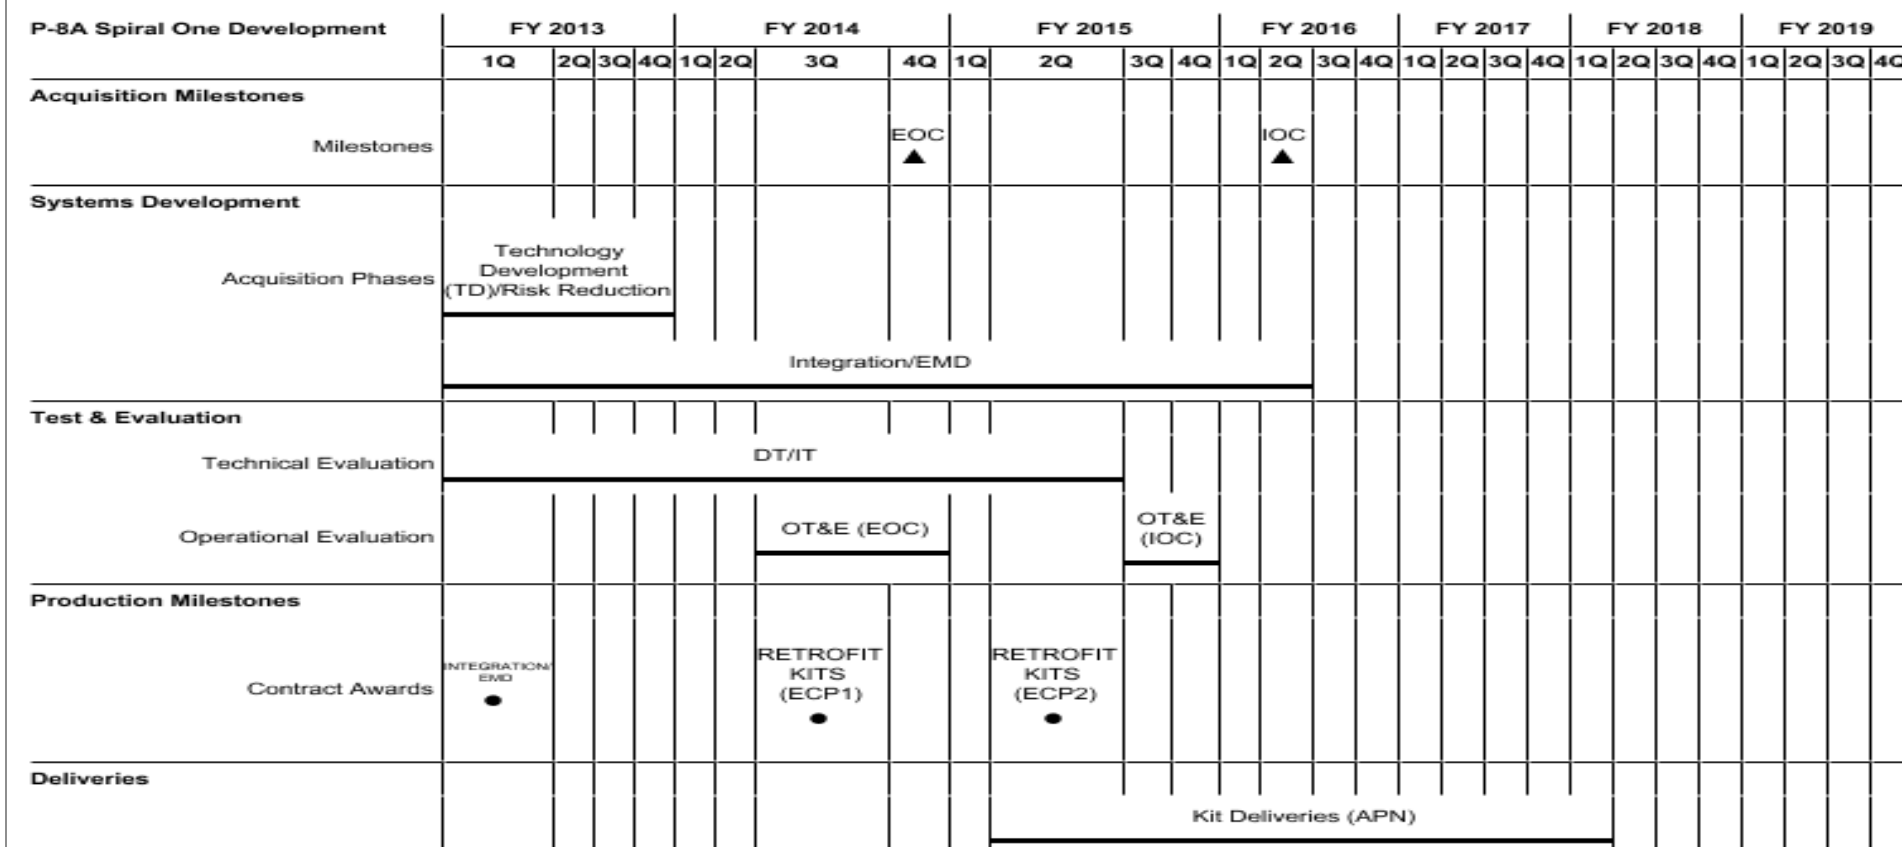 P-8A Spiral One Development FY 2013 FY 2014 FY 2015 FY 2016 FY 2017 FY 2018 FY 2019
1Q 2Q 3Q 4Q 1Q 2Q 3Q 4Q 1Q 2Q 3Q 4Q 1Q 2Q 3Q 4Q 1Q 2Q 3Q 4Q 1Q 2Q 3Q 4Q 1Q 2Q 3Q 4Q
Acquisition Milestones
Milestones
EOC
IOC
Systems Development
Acquisition Phases
Technology
Development
(TD)/Risk Reduction
Integration/EMD
Test & Evaluation
Technical Evaluation
DT/IT
Operational Evaluation
OT&E (EOC)
OT&E
(IOC)
Production Milestones
Contract Awards
INTEGRATION/
EMD
RETROFIT
KITS
(ECP1)
RETROFIT
KITS
(ECP2)
Deliveries
Kit Deliveries (APN)